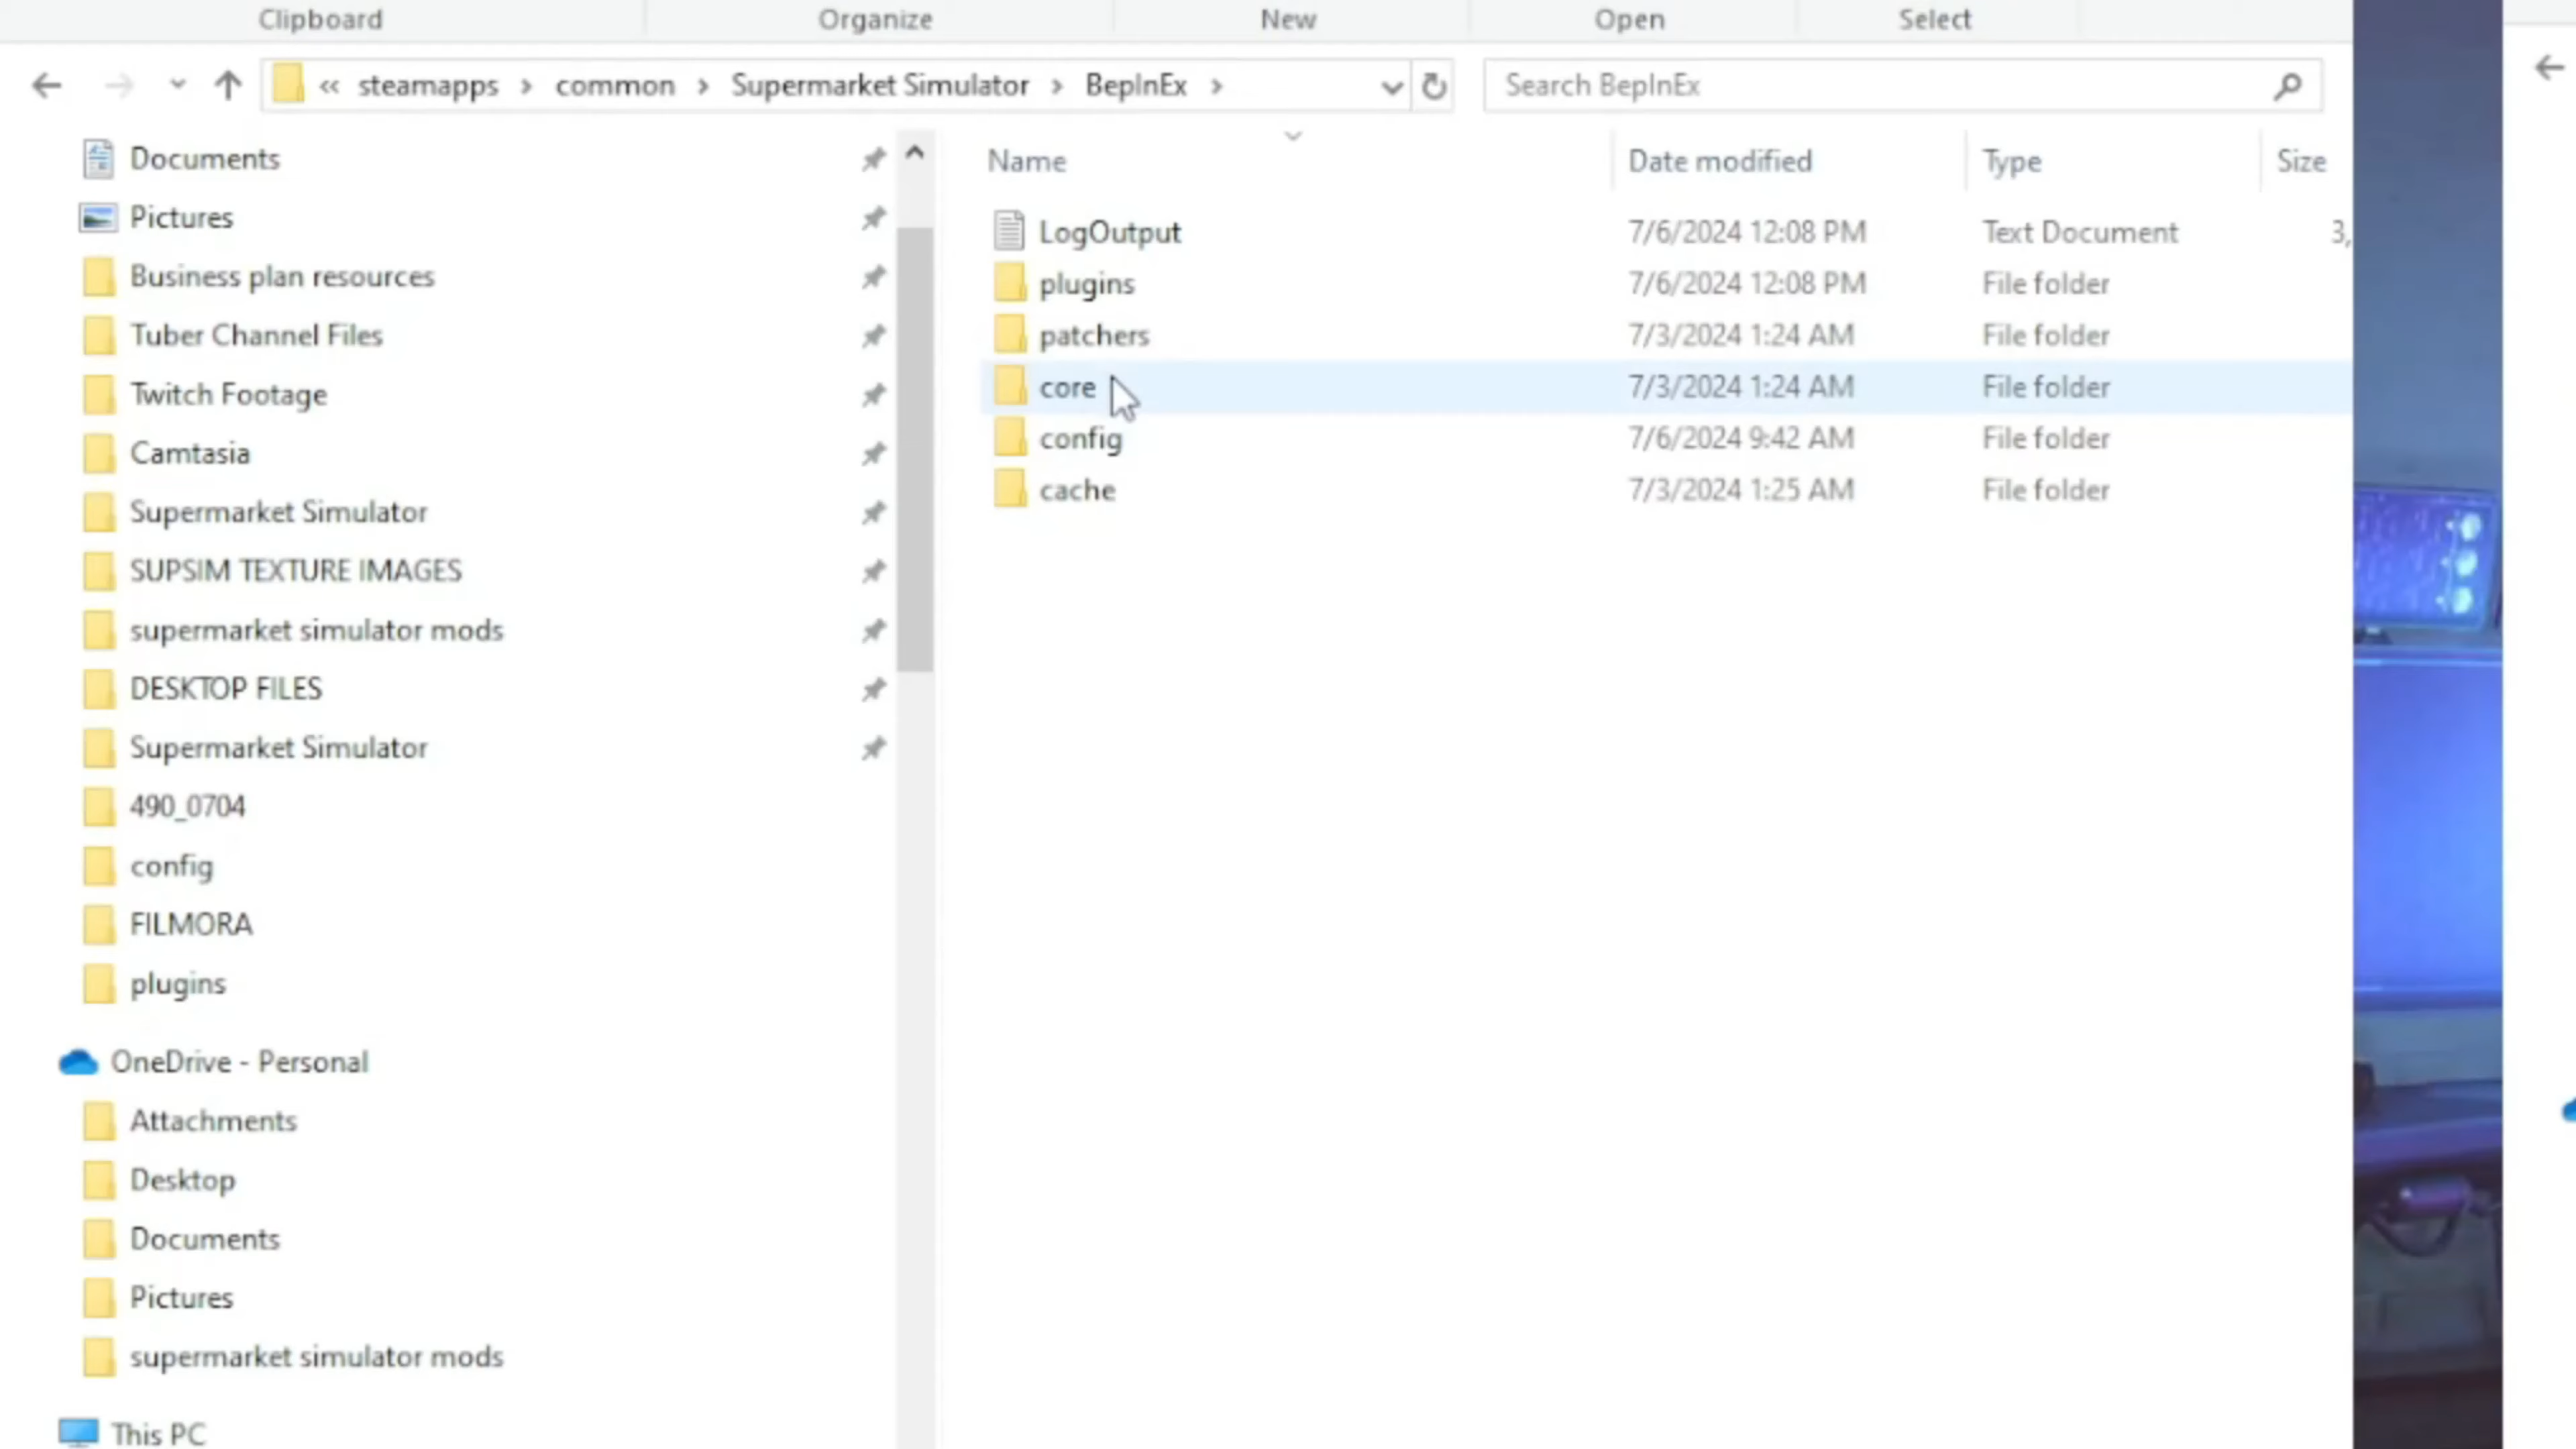 Clipboard Organize New Open Select
« steamapps › common › Supermarket Simulator › BepInEx › Search BepInEx
Name Date modified Type Size
LogOutput 7/6/2024 12:08 PM Text Document 3,
plugins 7/6/2024 12:08 PM File folder
patchers 7/3/2024 1:24 AM File folder
core 7/3/2024 1:24 AM File folder
config 7/6/2024 9:42 AM File folder
cache 7/3/2024 1:25 AM File folder
Documents
Pictures
Business plan resources
Tuber Channel Files
Twitch Footage
Camtasia
Supermarket Simulator
SUPSIM TEXTURE IMAGES
supermarket simulator mods
DESKTOP FILES
Supermarket Simulator
490_0704
config
FILMORA
plugins
OneDrive - Personal
Attachments
Desktop
Documents
Pictures
supermarket simulator mods
This PC